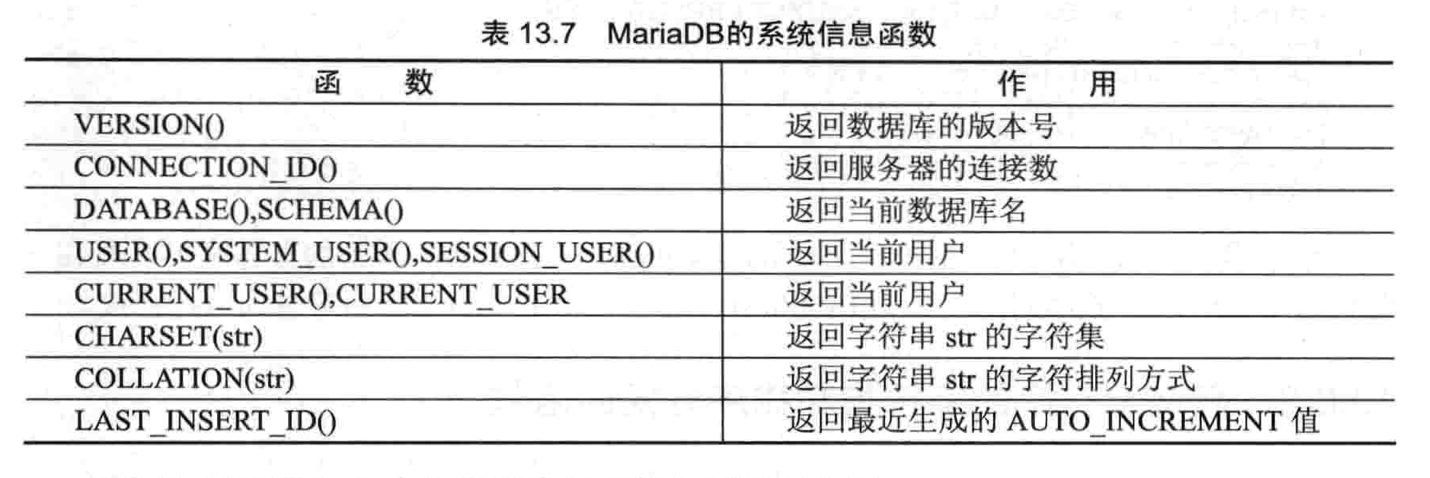 表 13.7 MariaDB的系统信息函数
函 数 作 用
VERSION() 返回数据库的版本号
CONNECTION_ID() 返回服务器的连接数
DATABASE(),SCHEMA() 返回当前数据库名
USER(),SYSTEM_USER(),SESSION_USER() 返回当前用户
CURRENT_USER(),CURRENT_USER 返回当前用户
CHARSET(str) 返回字符串 str 的字符集
COLLATION(str) 返回字符串 str 的字符排列方式
LAST_INSERT_ID() 返回最近生成的 AUTO_INCREMENT 值